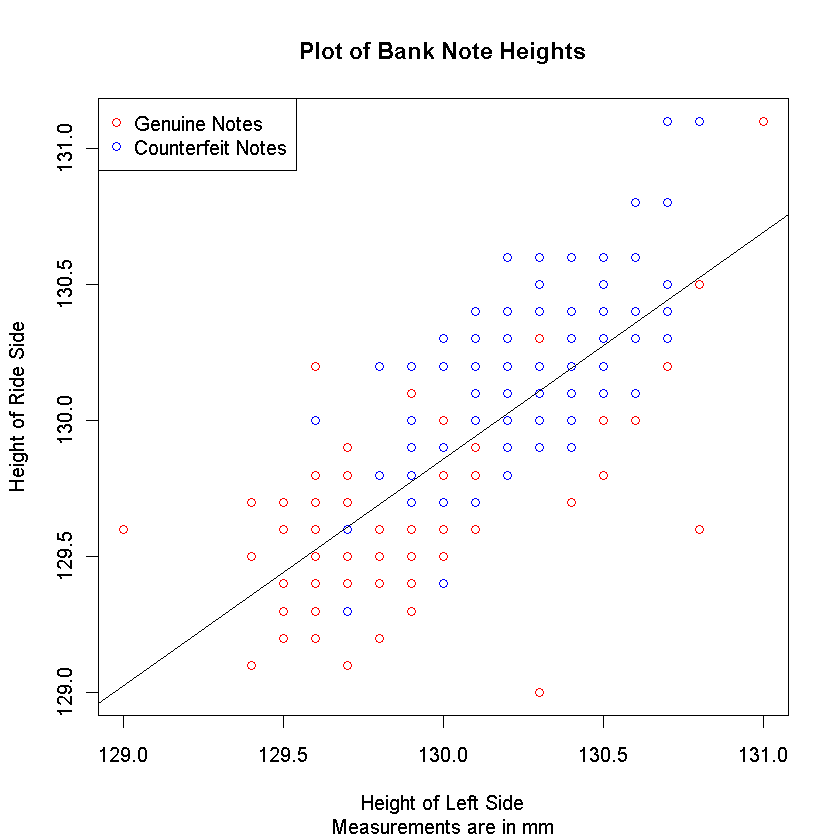 Plot of Bank Note Heights
Genuine Notes
Counterfeit Notes
Height of Ride Side
131.0
130.5
130.0
129.5
129.0
129.0 129.5 130.0 130.5 131.0
Height of Left Side
Measurements are in mm